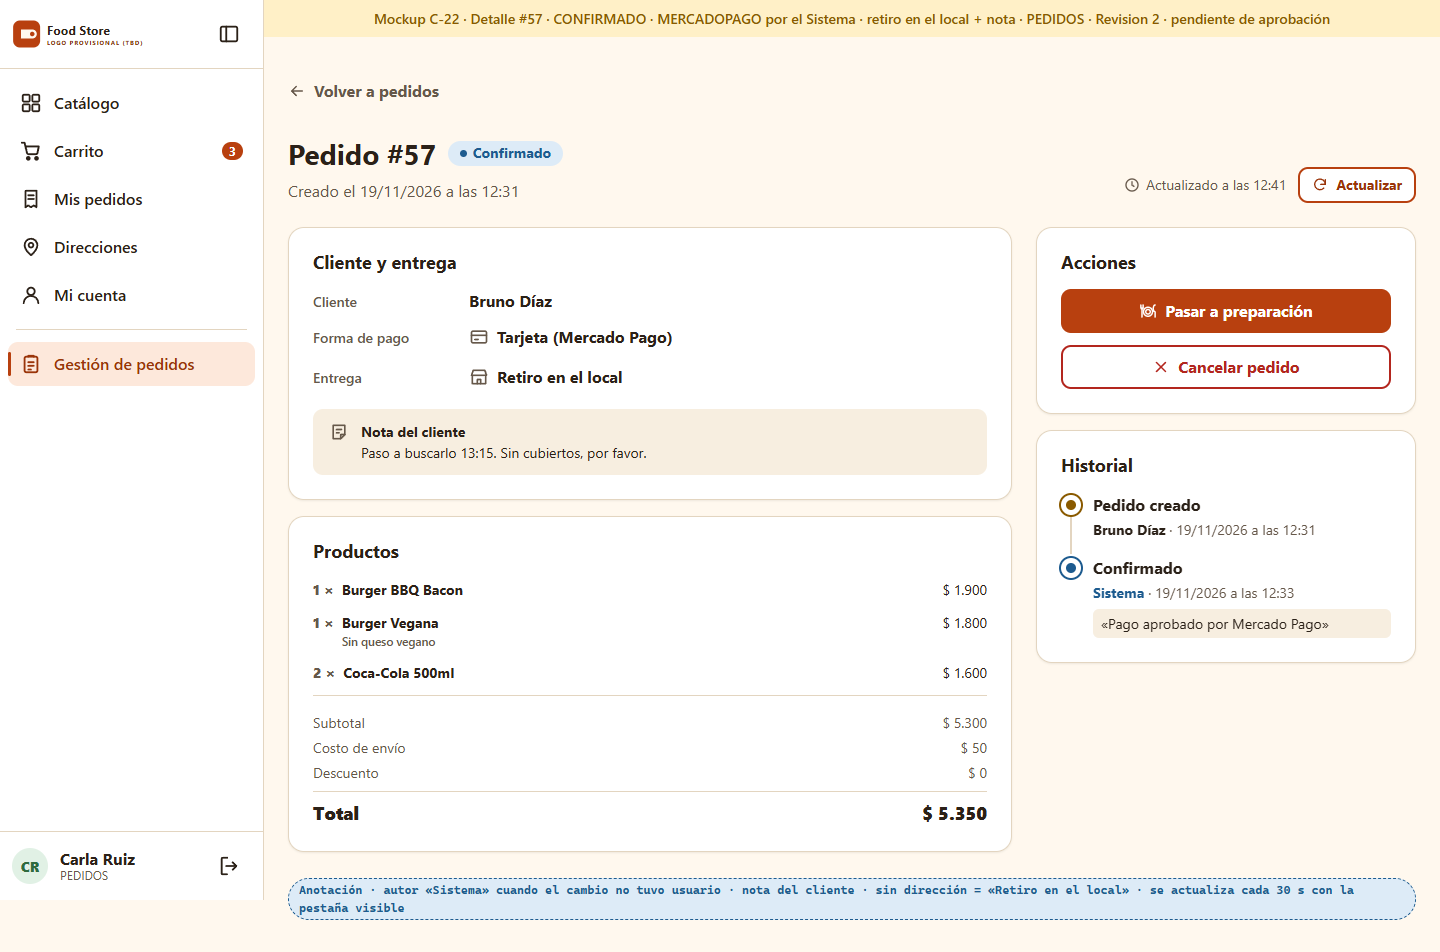 Mockup C-22 · Detalle #57 · CONFIRMADO · MERCADOPAGO por el Sistema · retiro en el local + nota · PEDIDOS · Revision 2 · pendiente de aprobación
Food Store
LOGO PROVISIONAL (TBD)
Catálogo
Carrito
3
Mis pedidos
Direcciones
Mi cuenta
Gestión de pedidos
CR
Carla Ruiz
PEDIDOS
Volver a pedidos
Pedido #57
Confirmado
Creado el 19/11/2026 a las 12:31
Actualizado a las 12:41
Actualizar
Cliente y entrega
Cliente
Bruno Díaz
Forma de pago
Tarjeta (Mercado Pago)
Entrega
Retiro en el local
Nota del cliente
Paso a buscarlo 13:15. Sin cubiertos, por favor.
Productos
1 × Burger BBQ Bacon $ 1.900
1 × Burger Vegana $ 1.800
Sin queso vegano
2 × Coca-Cola 500ml $ 1.600
Subtotal $ 5.300
Costo de envío $ 50
Descuento $ 0
Total $ 5.350
Acciones
Pasar a preparación
Cancelar pedido
Historial
Pedido creado
Bruno Díaz · 19/11/2026 a las 12:31
Confirmado
Sistema · 19/11/2026 a las 12:33
«Pago aprobado por Mercado Pago»
Anotación · autor «Sistema» cuando el cambio no tuvo usuario · nota del cliente · sin dirección = «Retiro en el local» · se actualiza cada 30 s con la
pestaña visible